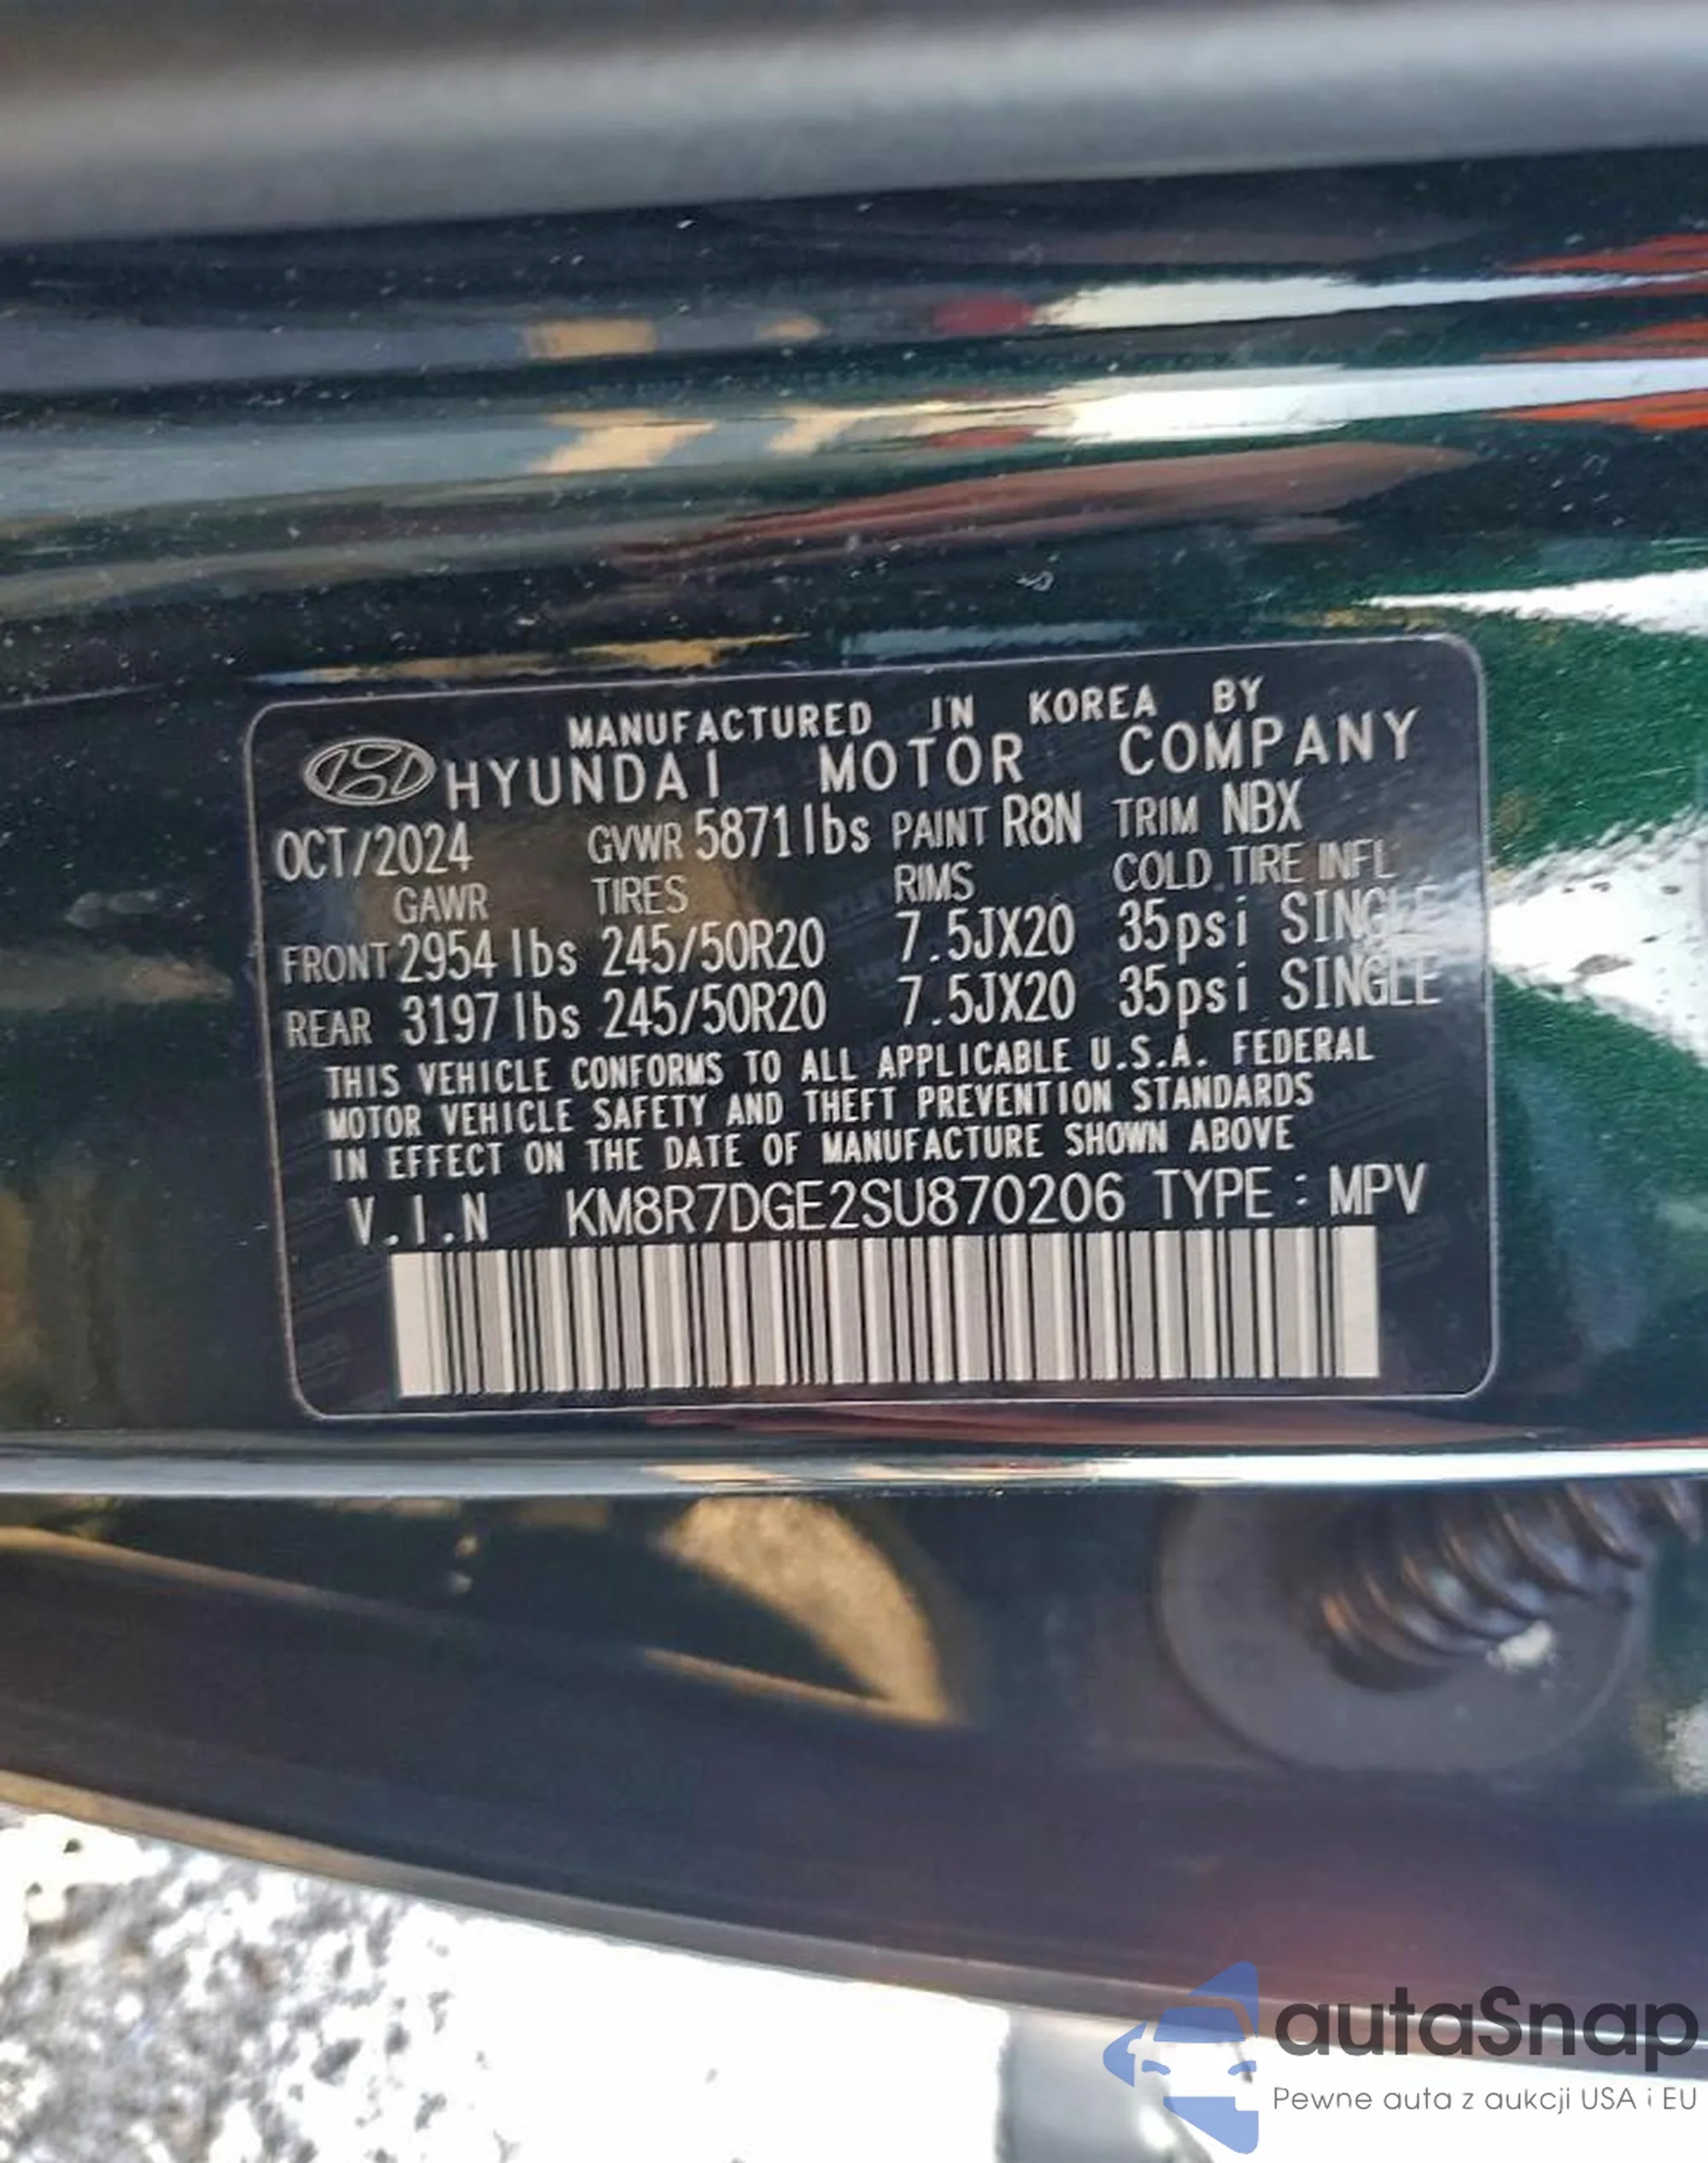 MANUFACTURED IN KOREA BY
HYUNDAI MOTOR COMPANY
OCT/2024 GVWR 5871lbs PAINT R8N TRIM NBX
GAWR TIRES RIMS COLD TIRE INFL
FRONT 2954 lbs 245/50R20 7.5JX20 35psi SINGLE
REAR 3197 lbs 245/50R20 7.5JX20 35psi SINGLE
THIS VEHICLE CONFORMS TO ALL APPLICABLE U.S.A. FEDERAL
MOTOR VEHICLE SAFETY AND THEFT PREVENTION STANDARDS
IN EFFECT ON THE DATE OF MANUFACTURE SHOWN ABOVE
V.I.N KM8R7DGE2SU870206 TYPE : MPV
autaSnap
Pewne auta z aukcji USA i EU